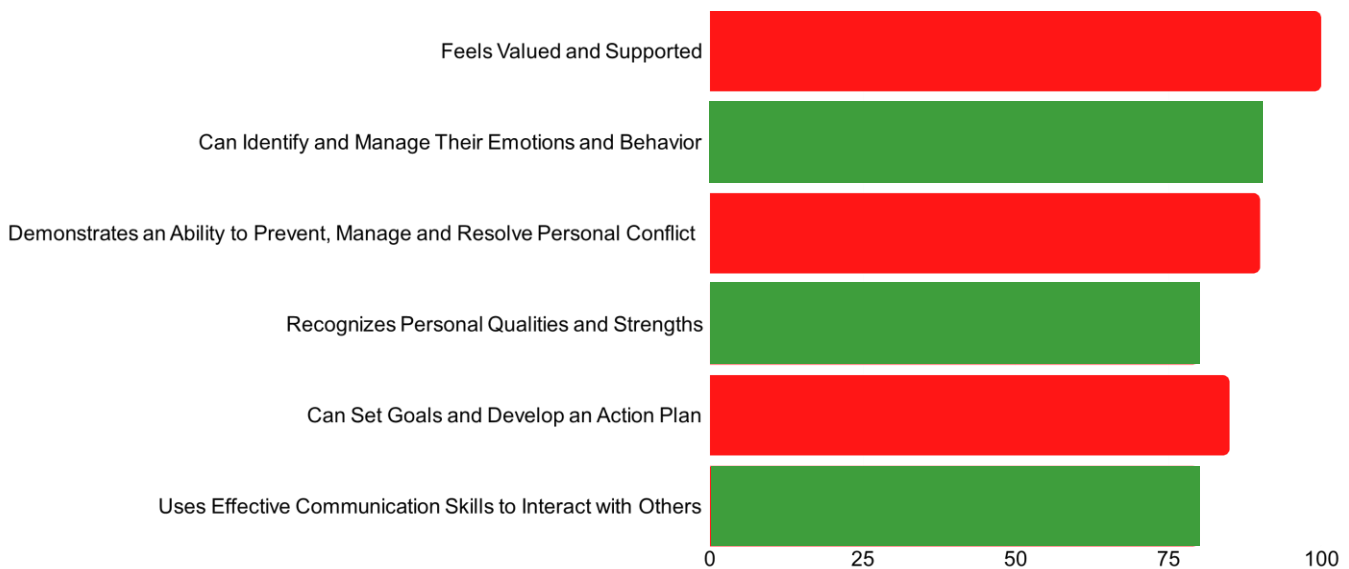 Feels Valued and Supported
Can Identify and Manage Their Emotions and Behavior
Demonstrates an Ability to Prevent, Manage and Resolve Personal Conflict
Recognizes Personal Qualities and Strengths
Can Set Goals and Develop an Action Plan
Uses Effective Communication Skills to Interact with Others
0 25 50 75 100